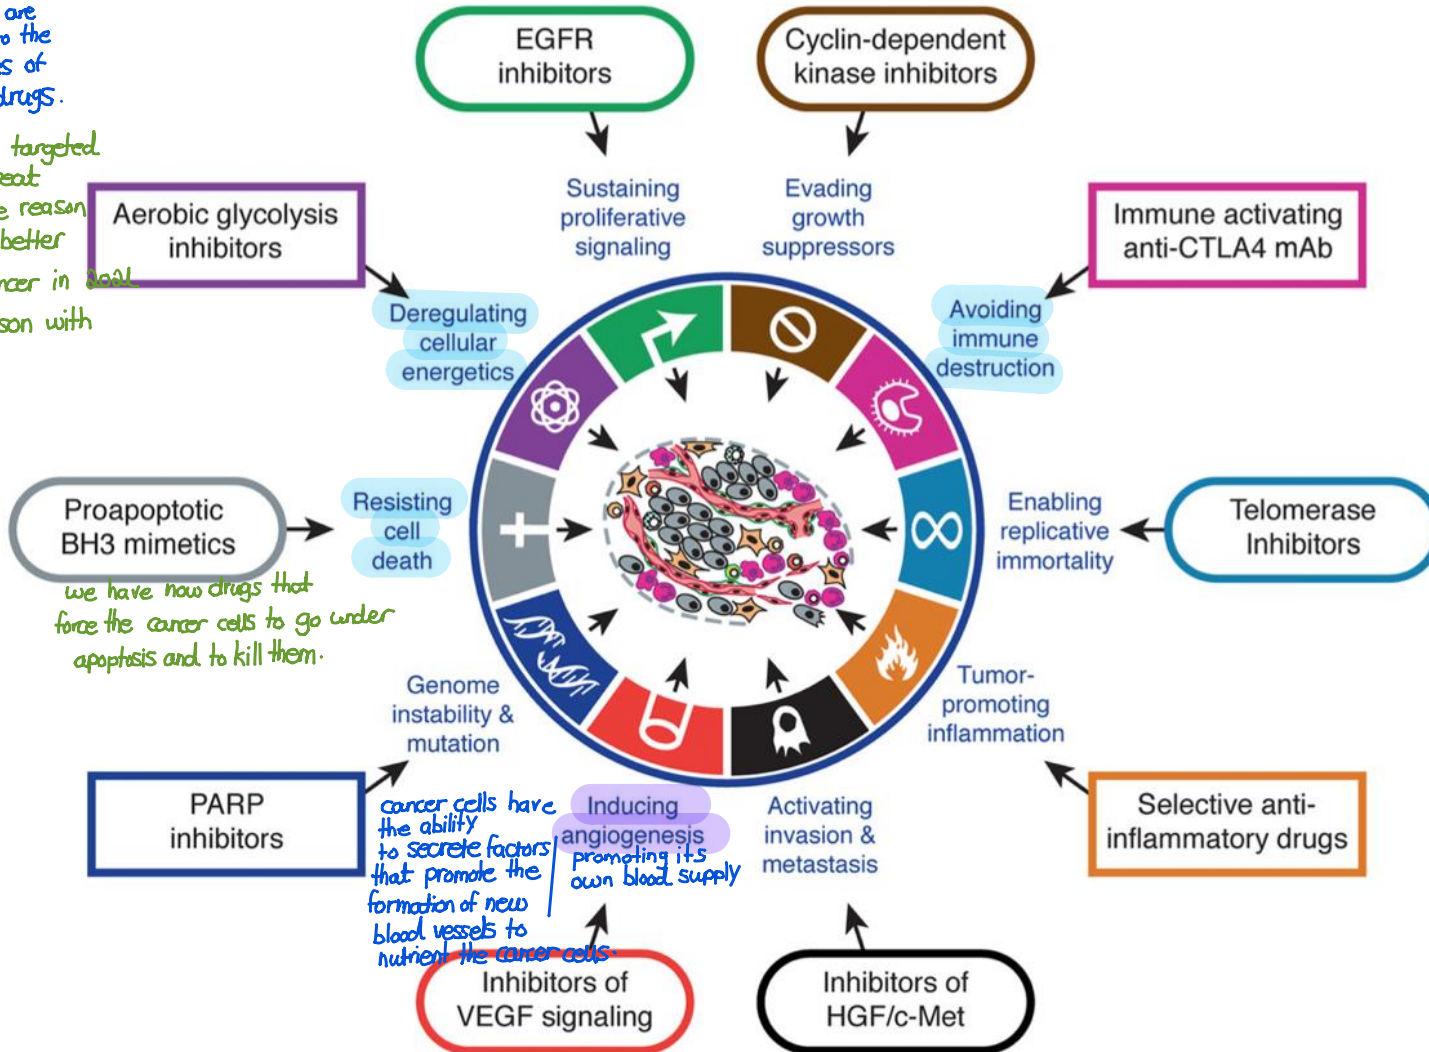 are
o the
es of
drugs.
targeted
eat
e reason
better
ncer in 2021
son with
EGFR
inhibitors
Cyclin-dependent
kinase inhibitors
Sustaining
proliferative
signaling
Evading
growth
suppressors
Aerobic glycolysis
inhibitors
Immune activating
anti-CTLA4 mAb
Deregulating
cellular
energetics
Avoiding
immune
destruction
Proapoptotic
BH3 mimetics
Resisting
cell
death
Enabling
replicative
immortality
Telomerase
Inhibitors
we have now drugs that
force the cancer cells to go under
apoptosis and to kill them.
Genome
instability &
mutation
Tumor-
promoting
inflammation
PARP
inhibitors
cancer cells have
the ability
to secrete factors
that promote the
formation of new
blood vessels to
nutrient the cancer cells.
Inducing
angiogenesis
promoting its
own blood supply
Activating
invasion &
metastasis
Selective anti-
inflammatory drugs
Inhibitors of
VEGF signaling
Inhibitors of
HGF/c-Met